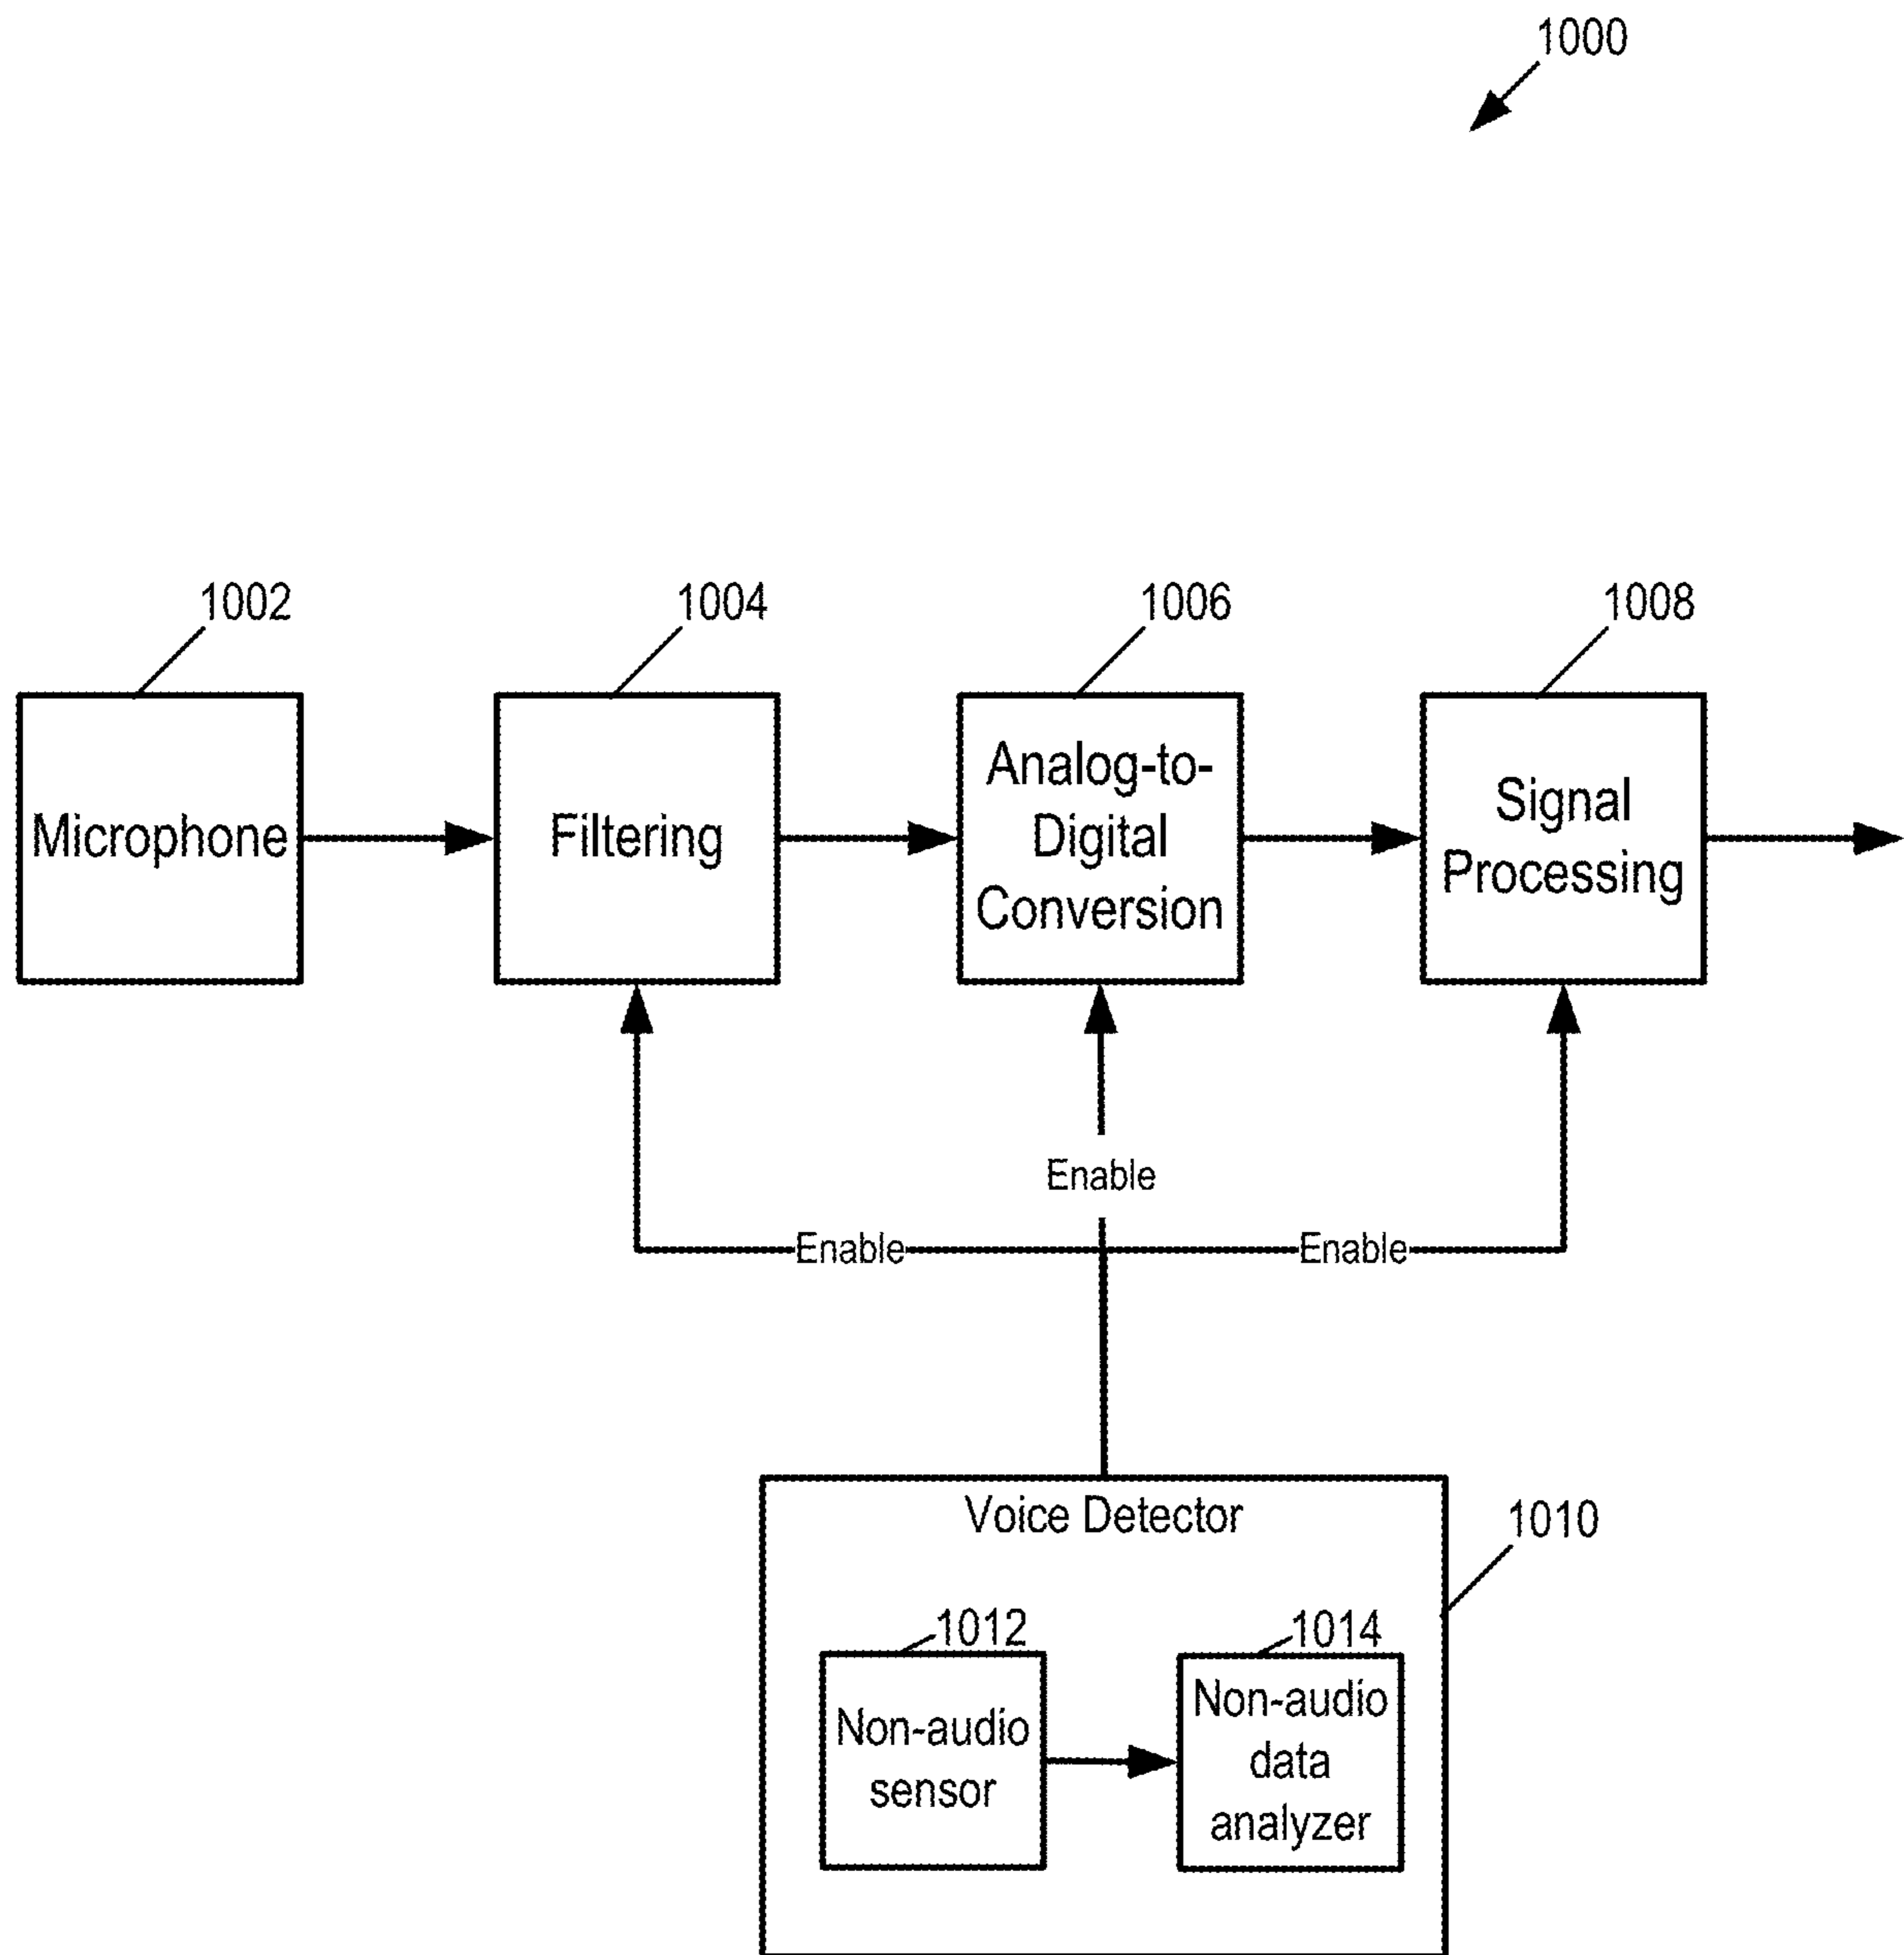 1000
1002
1004
1006
1008
Microphone
Filtering
Analog-to-
Digital
Conversion
Signal
Processing
Enable
Enable
Enable
Voice Detector
1010
1012
1014
Non-audio
sensor
Non-audio
data
analyzer